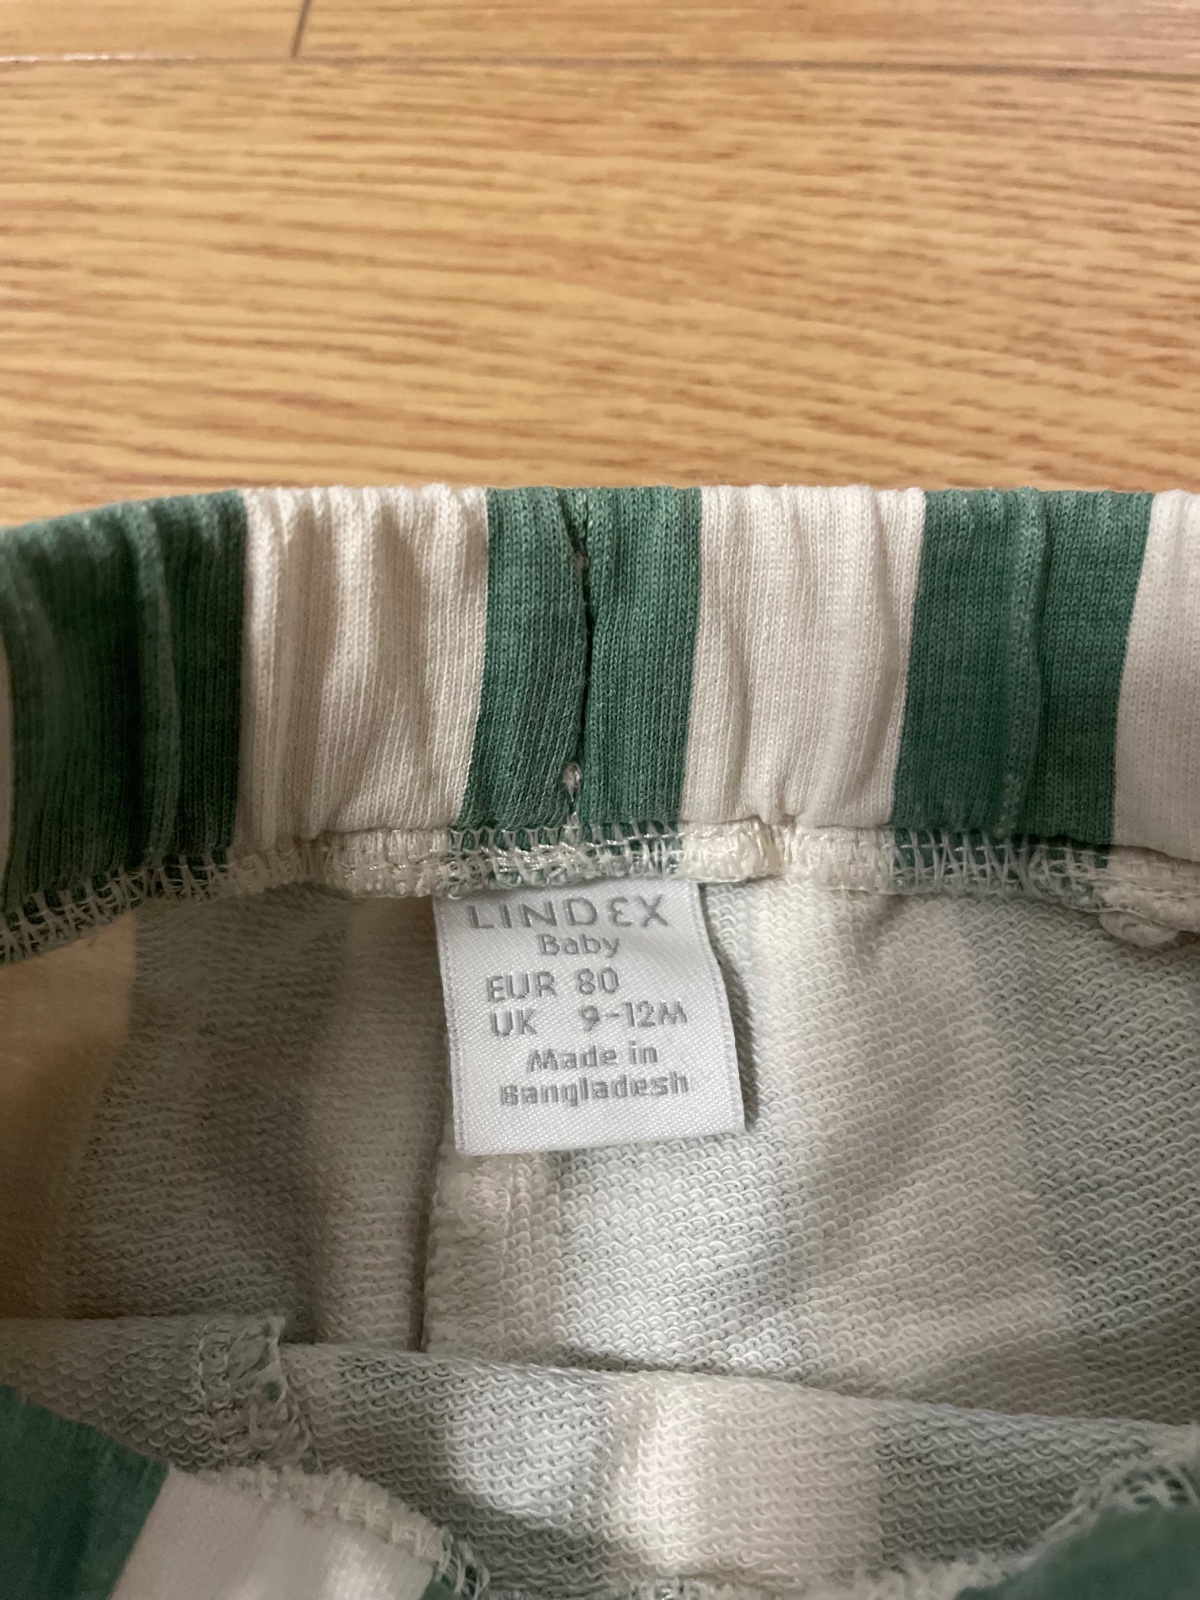 LINDEX
Baby
EUR 80
UK 9-12M
Made in
Bangladesh